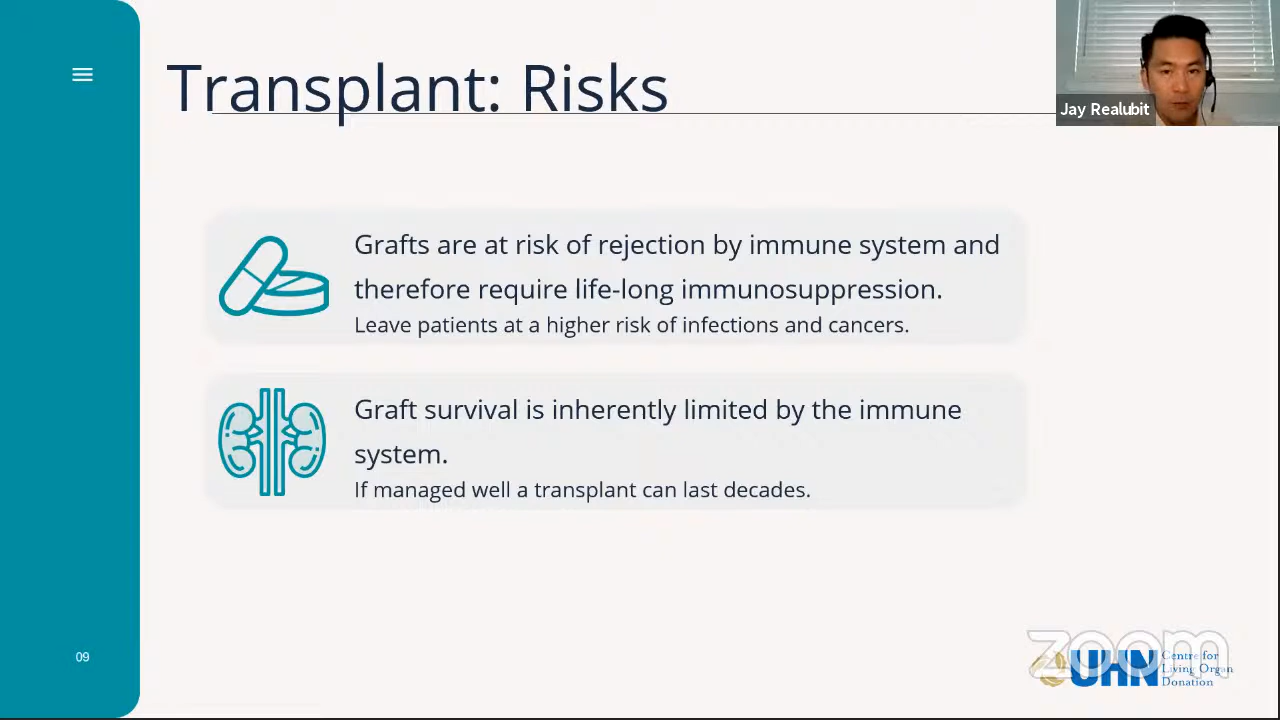 Transplant: Risks
Jay Realubit
Grafts are at risk of rejection by immune system and
therefore require life-long immunosuppression.
Leave patients at a higher risk of infections and cancers.
Graft survival is inherently limited by the immune
system.
If managed well a transplant can last decades.
09
zoom
UHN
Centre for
Living Organ
Donation